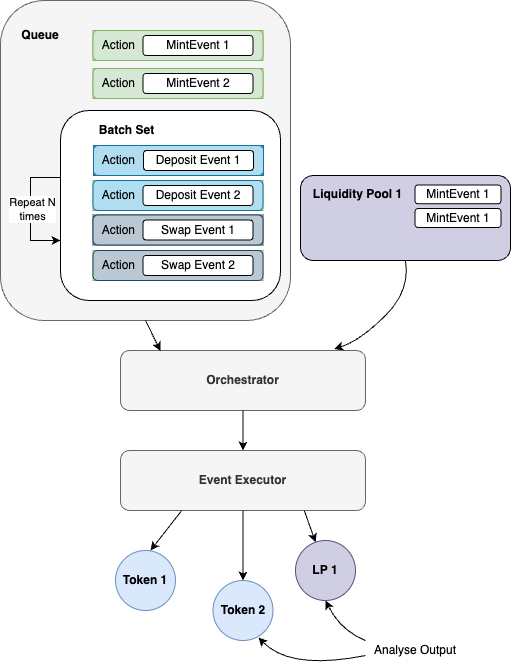 Queue
Action MintEvent 1
Action MintEvent 2
Batch Set
Action Deposit Event 1
Action Deposit Event 2
Action Swap Event 1
Action Swap Event 2
Repeat N
times
Liquidity Pool 1 MintEvent 1
MintEvent 1
Orchestrator
Event Executor
Token 1
Token 2
LP 1
Analyse Output